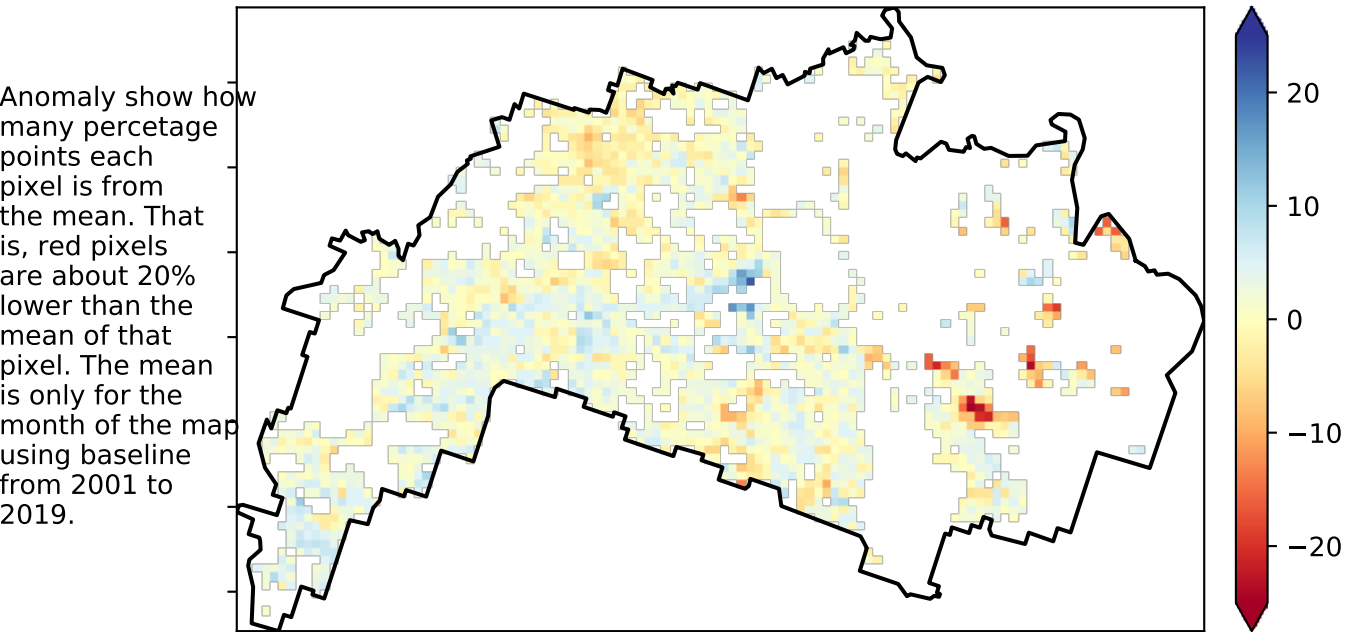 Anomaly show how
many percetage
points each
pixel is from
the mean. That
is, red pixels
are about 20%
lower than the
mean of that
pixel. The mean
is only for the
month of the map
using baseline
from 2001 to
2019.
20
10
0
−10
−20